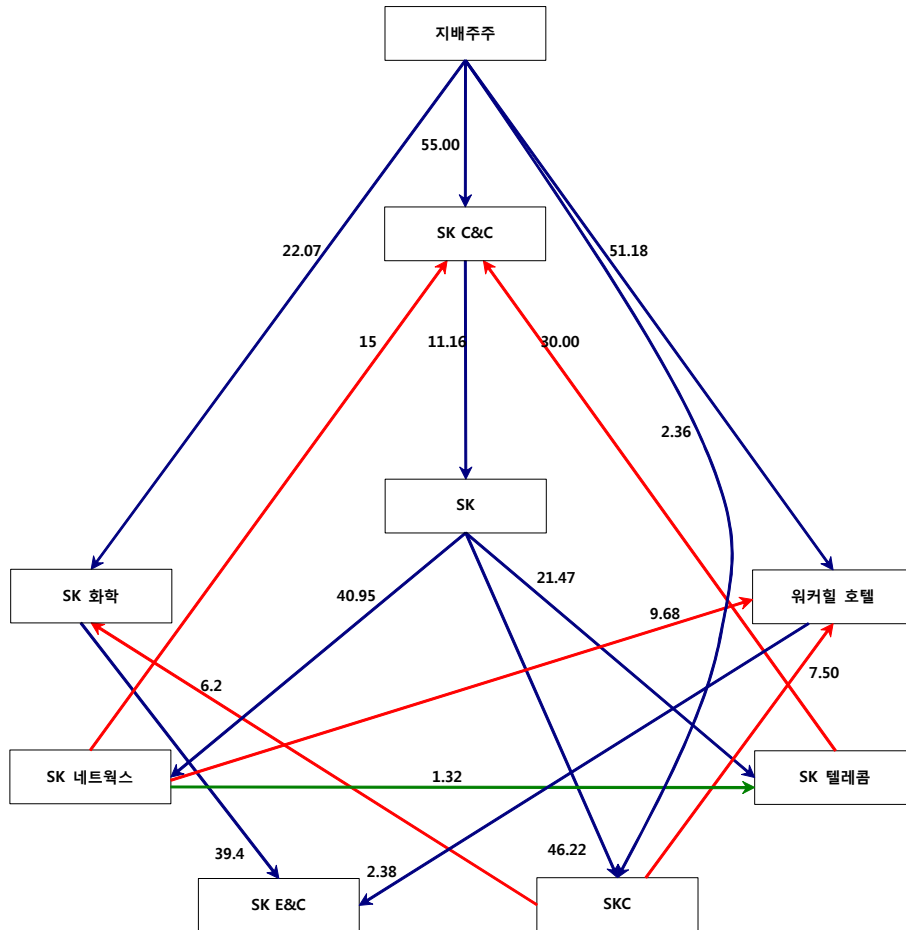 지배주주
55.00
SK C&C
22.07
51.18
15
11.16
30.00
2.36
SK
SK 화학
40.95
21.47
워커힐 호텔
9.68
6.2
7.50
SK 네트웍스
1.32
SK 텔레콤
39.4
2.38
46.22
SK E&C
SKC